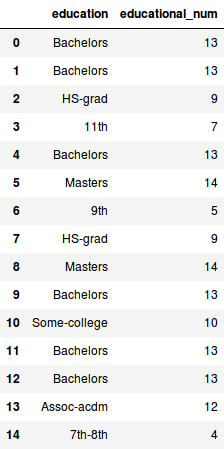 education educational_num
0 Bachelors 13
1 Bachelors 13
2 HS-grad 9
3 11th 7
4 Bachelors 13
5 Masters 14
6 9th 5
7 HS-grad 9
8 Masters 14
9 Bachelors 13
10 Some-college 10
11 Bachelors 13
12 Bachelors 13
13 Assoc-acdm 12
14 7th-8th 4